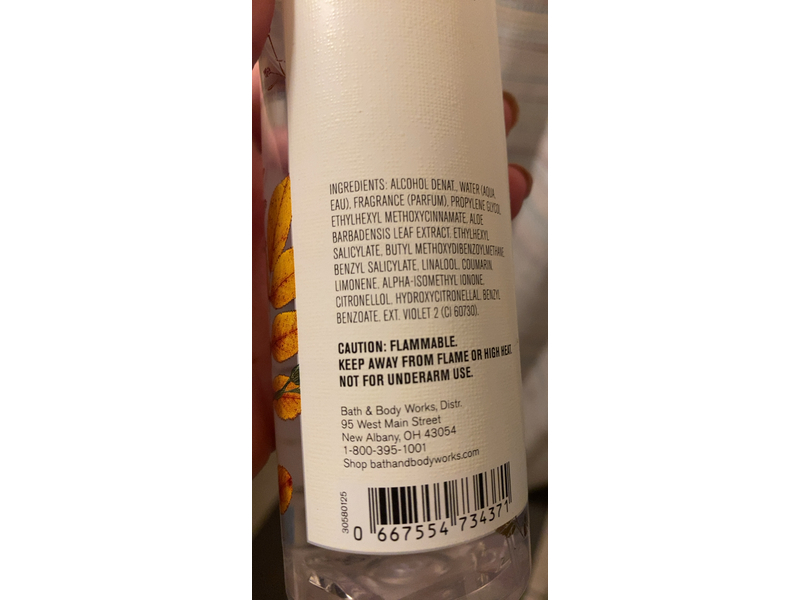 INGREDIENTS: ALCOHOL DENAT., WATER (AQUA,
EAU), FRAGRANCE (PARFUM), PROPYLENE GLYCOL,
ETHYLHEXYL METHOXYCINNAMATE, ALOE
BARBADENSIS LEAF EXTRACT, ETHYLHEXYL
SALICYLATE, BUTYL METHOXYDIBENZOYLMETHANE,
BENZYL SALICYLATE, LINALOOL, COUMARIN,
LIMONENE, ALPHA-ISOMETHYL IONONE,
CITRONELLOL, HYDROXYCITRONELLAL, BENZYL
BENZOATE, EXT. VIOLET 2 (CI 60730).
CAUTION: FLAMMABLE.
KEEP AWAY FROM FLAME OR HIGH HEAT.
NOT FOR UNDERARM USE.
Bath & Body Works, Distr.
95 West Main Street
New Albany, OH 43054
1-800-395-1001
Shop bathandbodyworks.com
30580125
0 667554 734371